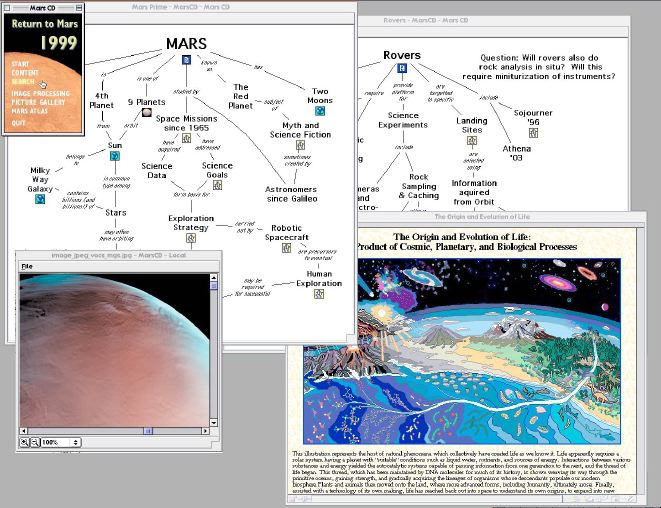 Mars CD
Return to Mars
1999
START
CONTENT
SEARCH
IMAGE PROCESSING
PICTURE GALLERY
MARS ATLAS
QUIT
Mars Prime - MarsCD - Mars CD
MARS
is
is one of
studied by
known as
has
4th
Planet
9 Planets
The
Red
Planet
Two
Moons
from
orbit
Space Missions
since 1965
subject of
Myth and
Science Fiction
Sun
belongs to
have
acquired
have
addressed
sometimes
created by
Milky
Way
Galaxy
is common
type among
Science
Data
Science
Goals
Astronomers
since Galileo
contains
billions (and
billions!) of
Stars
form basis for
may often
have orbiting
Exploration
Strategy
carried
out by
Robotic
Spacecraft
are precursors
to eventual
may be
required
for successful
Human
Exploration
Rovers - MarsCD - Mars CD
Rovers
Question: Will rovers also do
rock analysis in situ? Will this
require miniturization of instruments?
require
provide
platform
for
are
targetted
to specific
include
Science
Experiments
Landing
Sites
Sojourner
'96
Athena
'03
include
are
selected
using
Rock
Sampling
& Caching
Information
aquired
from Orbit
image_jpeg_vocs_mgs.jpg - MarsCD - Local
File
100%
The Origin and Evolution of Life
The Origin and Evolution of Life:
Product of Cosmic, Planetary, and Biological Processes
This illustration represents the host of natural phenomena which collectively have created life as we know it. Life apparently requires a
solar system, having a planet with "suitable" conditions such as liquid water, nutrients, and sources of energy. Interactions between various
substances and energy yielded the autocatalytic systems capable of passing information from one generation to the next, and the thread of
life began. This thread, which has been maintained by DNA molecules for much of its history, is shown weaving its way through the
primitive oceans, gaining strength, and gradually acquiring the lineages of organisms whose descendants populate our modern
biosphere. Plants and animals then moved onto the land, where more advanced forms, including humanity, ultimately arose. Finally,
assisted with a technology of its own making, life has reached back out into space to understand its own origins, to expand into new